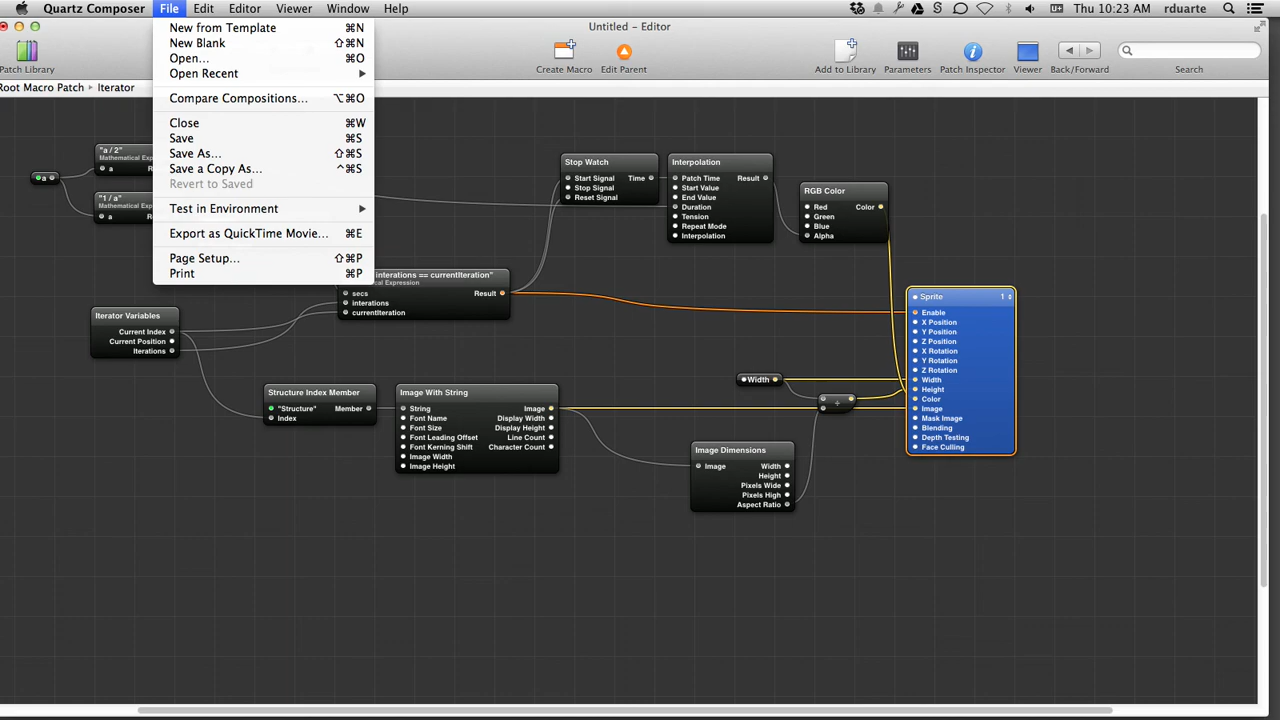 Quartz Composer File Edit Editor Viewer Window Help Thu 10:23 AM rduarte
Untitled - Editor
Patch Library
Create Macro
Edit Parent
Add to Library
Parameters
Patch Inspector
Viewer
Back/Forward
Search
Root Macro Patch ▸ Iterator
New from Template ⌘N
New Blank ⇧⌘N
Open... ⌘O
Open Recent
Compare Compositions... ⌥⌘O
Close ⌘W
Save ⌘S
Save As... ⇧⌘S
Save a Copy As... ^⌘S
Revert to Saved
Test in Environment
Export as QuickTime Movie... ⌘E
Page Setup... ⇧⌘P
Print ⌘P
a
"a / 2"
Mathematical Exp
a R
"1 / a"
Mathematical Exp
a R
Stop Watch
Start Signal Time
Stop Signal
Reset Signal
Interpolation
Patch Time Result
Start Value
End Value
Duration
Tension
Repeat Mode
Interpolation
RGB Color
Red Color
Green
Blue
Alpha
interations == currentIteration"
cal Expression
secs Result
interations
currentIteration
Iterator Variables
Current Index
Current Position
Iterations
Structure Index Member
"Structure" Member
Index
Image With String
String Image
Font Name Display Width
Font Size Display Height
Font Leading Offset Line Count
Font Kerning Shift Character Count
Image Width
Image Height
Width
÷
Image Dimensions
Image Width
Height
Pixels Wide
Pixels High
Aspect Ratio
Sprite 1
Enable
X Position
Y Position
Z Position
X Rotation
Y Rotation
Z Rotation
Width
Height
Color
Image
Mask Image
Blending
Depth Testing
Face Culling